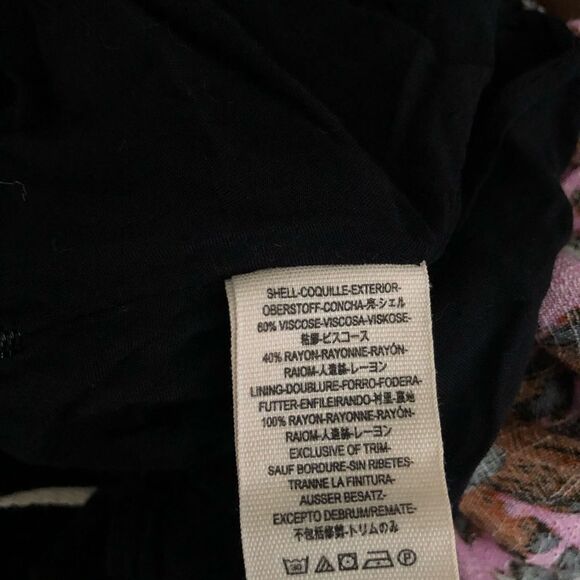 SHELL-COQUILLE-EXTERIOR-
OBERSTOFF-CONCHA-売-シェル
60% VISCOSE-VISCOSA-VISKOSE-
粘膠-ビスコース
40% RAYON-RAYONNE-RAYÓN-
RAIOM-人造絲-レーヨン
LINING-DOUBLURE-FORRO-FODERA-
FUTTER-ENFILEIRANDO-衬里-裏地
100% RAYON-RAYONNE-RAYÓN-
RAIOM-人造絲-レーヨン
EXCLUSIVE OF TRIM-
SAUF BORDURE-SIN RIBETES-
TRANNE LA FINITURA-
AUSSER BESATZ-
EXCEPTO DEBRUM/REMATE-
不包括修剪-トリムのみ